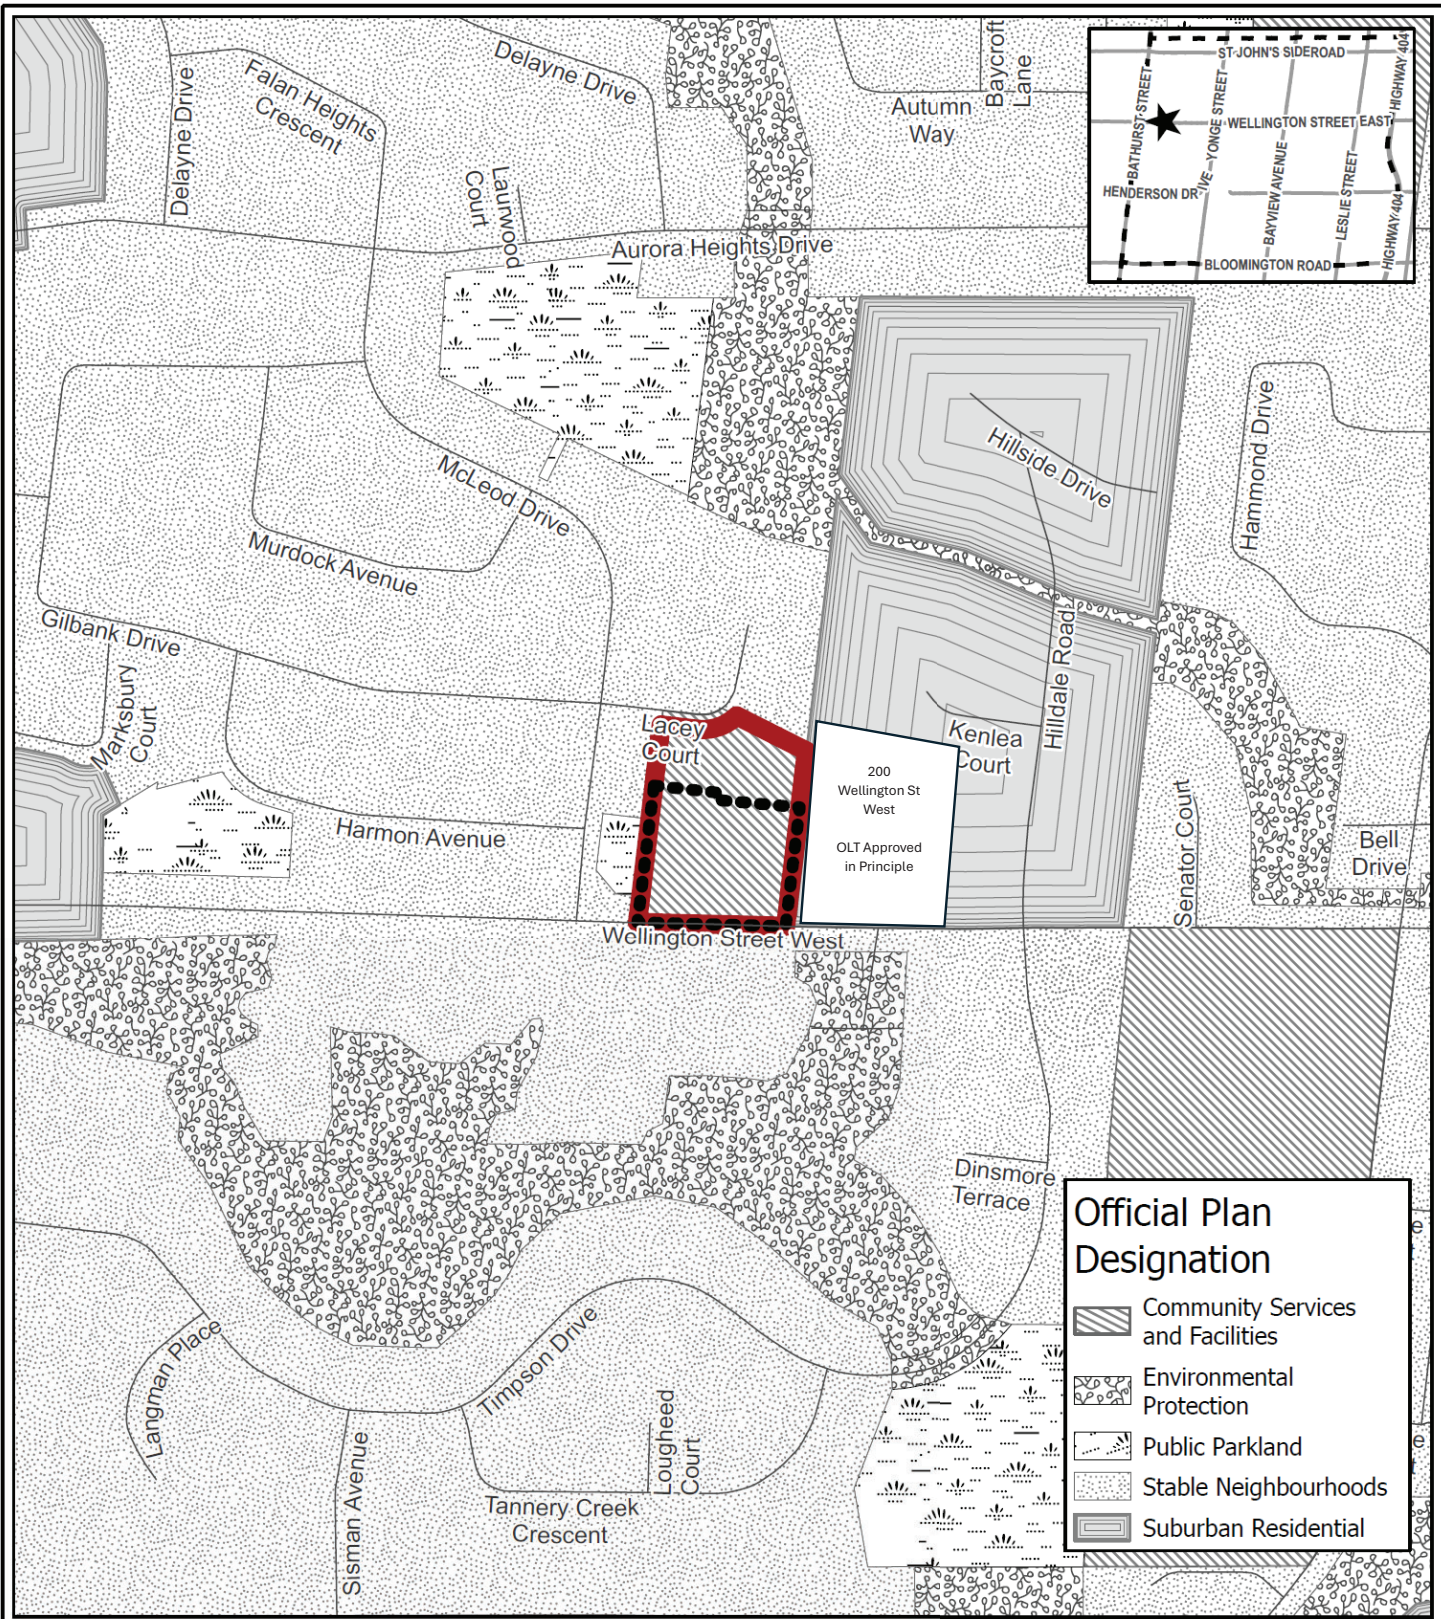 Delayne Drive
Falan Heights
Crescent
Delayne Drive
Laurwood
Court
Autumn
Way
Baycroft
Lane
ST JOHN'S SIDEROAD
BATHURST STREET
YONGE STREET
WELLINGTON STREET EAST
HIGHWAY 404
HENDERSON DRIVE
BAYVIEW AVENUE
LESLIE STREET
HIGHWAY 404
BLOOMINGTON ROAD
Aurora Heights Drive
Hillside Drive
Hammond Drive
McLeod Drive
Murdock Avenue
Gilbank Drive
Marksbury
Court
Hilldale Road
Lacey
Court
Kenlea
Court
200
Wellington St
West
OLT Approved
in Principle
Harmon Avenue
Senator Court
Bell
Drive
Wellington Street West
Dinsmore
Terrace
Langman Place
Timpson Drive
Sisman Avenue
Lougheed
Court
Tannery Creek
Crescent
Official Plan
Designation
Community Services
and Facilities
Environmental
Protection
Public Parkland
Stable Neighbourhoods
Suburban Residential